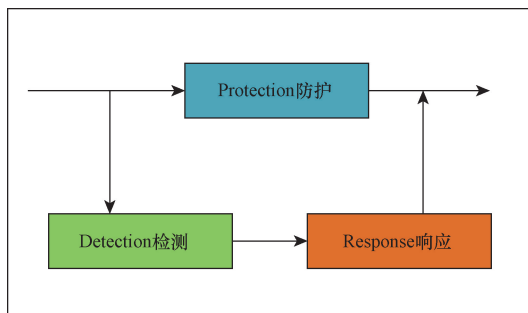 Protection防护
Detection检测
Response响应